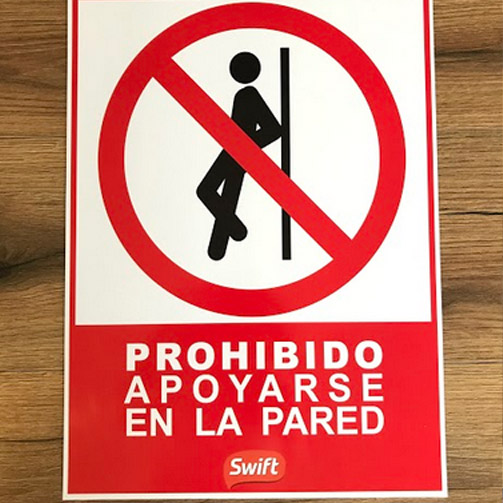 PROHIBIDO
APOYARSE
EN LA PARED
Swift